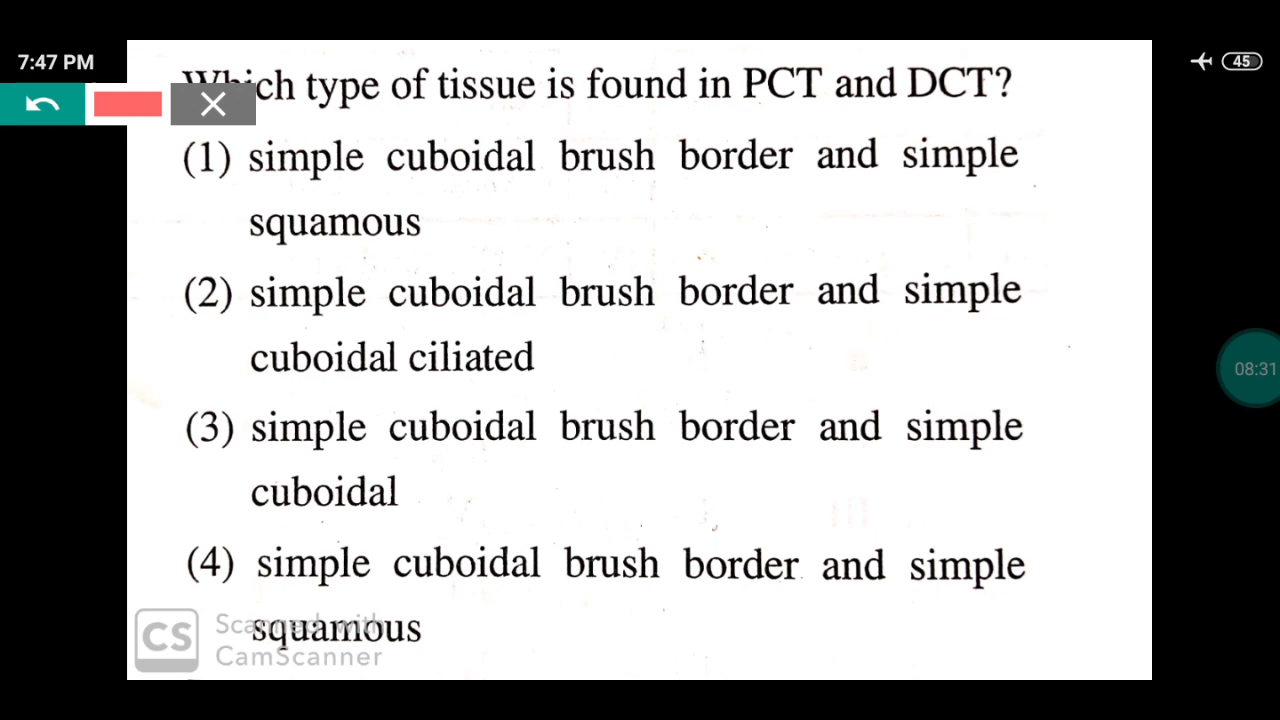 7:47 PM
45
Which type of tissue is found in PCT and DCT?
(1) simple cuboidal brush border and simple
squamous
(2) simple cuboidal brush border and simple
cuboidal ciliated
08:31
(3) simple cuboidal brush border and simple
cuboidal
(4) simple cuboidal brush border and simple
squamous
CS Scanned with
CamScanner